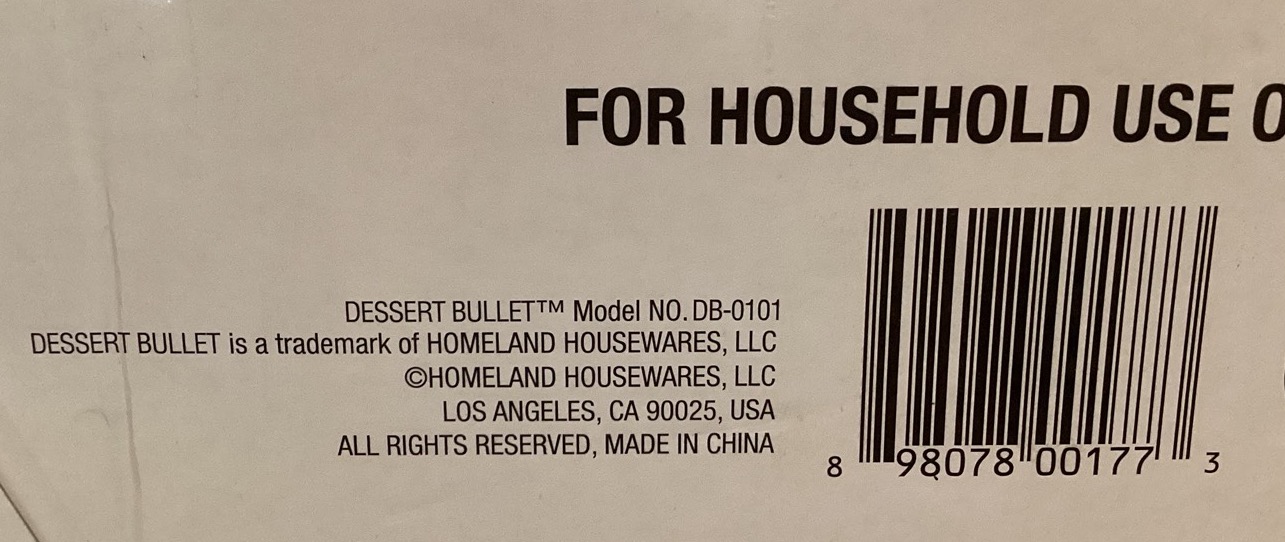 FOR HOUSEHOLD USE O
DESSERT BULLET™ Model NO. DB-0101
DESSERT BULLET is a trademark of HOMELAND HOUSEWARES, LLC
©HOMELAND HOUSEWARES, LLC
LOS ANGELES, CA 90025, USA
ALL RIGHTS RESERVED, MADE IN CHINA
8 98078 00177 3